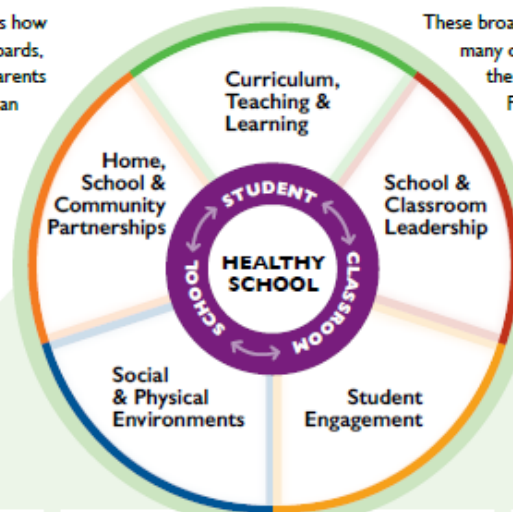 s how
oards,
arents
an
These broa
many o
the
F
Curriculum,
Teaching &
Learning
Home,
School &
Community
Partnerships
School &
Classroom
Leadership
STUDENT
CLASSROOM
SCHOOL
HEALTHY
SCHOOL
Social
& Physical
Environments
Student
Engagement